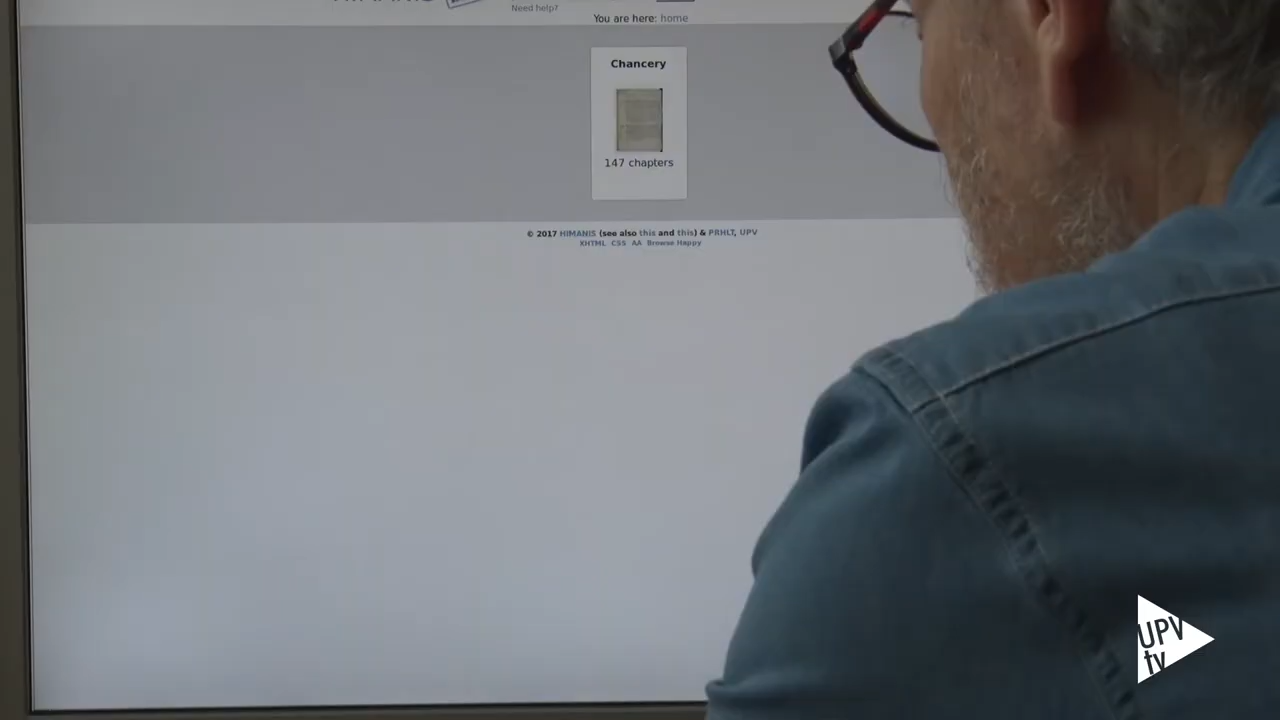 HIMANIS
Need help?
You are here: home
Chancery
147 chapters
© 2017 HIMANIS (see also this and this) & PRHLT, UPV
XHTML CSS AA Browse Happy
UPV
tv